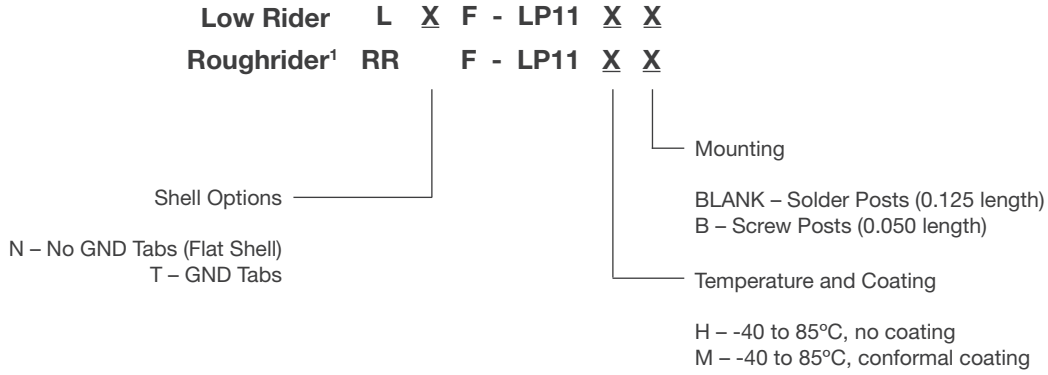 Low Rider L X F - LP11 X X
Roughrider¹ RR F - LP11 X X
Mounting
BLANK – Solder Posts (0.125 length)
B – Screw Posts (0.050 length)
Shell Options
N – No GND Tabs (Flat Shell)
T – GND Tabs
Temperature and Coating
H – -40 to 85ºC, no coating
M – -40 to 85ºC, conformal coating